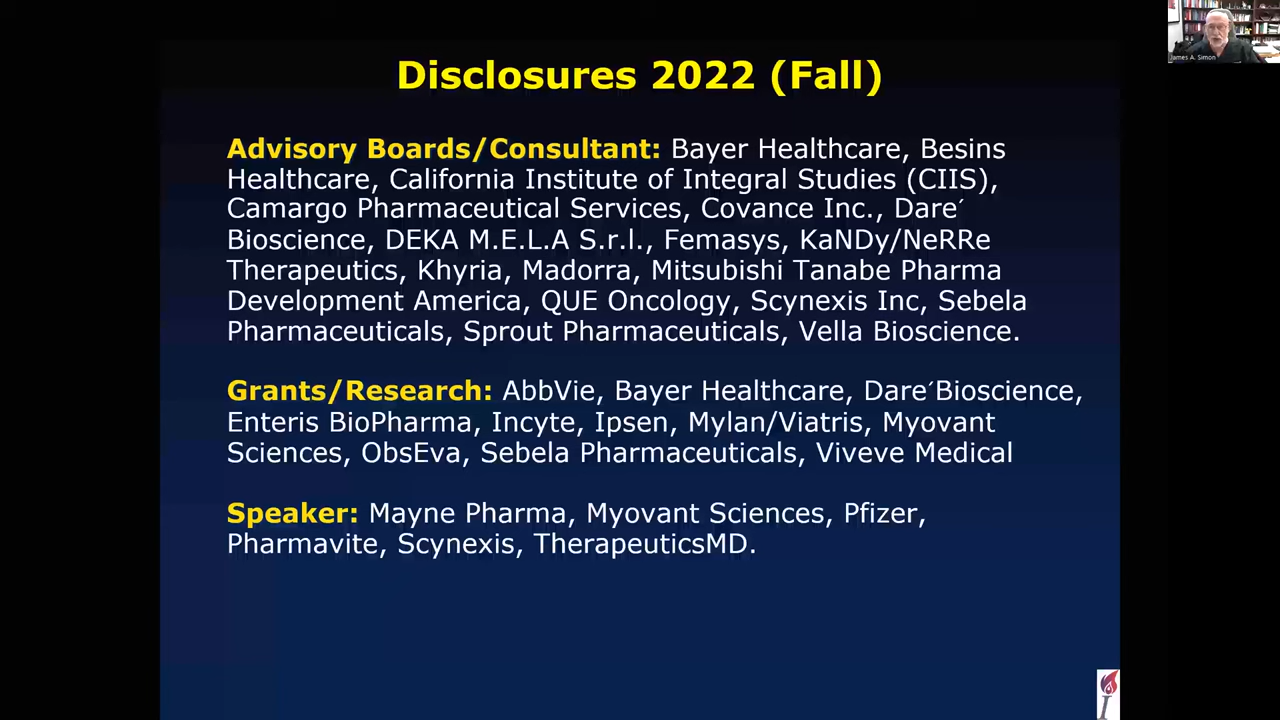 Disclosures 2022 (Fall)
James A. Simon
Advisory Boards/Consultant: Bayer Healthcare, Besins
Healthcare, California Institute of Integral Studies (CIIS),
Camargo Pharmaceutical Services, Covance Inc., Dare´
Bioscience, DEKA M.E.L.A S.r.l., Femasys, KaNDy/NeRRe
Therapeutics, Khyria, Madorra, Mitsubishi Tanabe Pharma
Development America, QUE Oncology, Scynexis Inc, Sebela
Pharmaceuticals, Sprout Pharmaceuticals, Vella Bioscience.
Grants/Research: AbbVie, Bayer Healthcare, Dare´Bioscience,
Enteris BioPharma, Incyte, Ipsen, Mylan/Viatris, Myovant
Sciences, ObsEva, Sebela Pharmaceuticals, Viveve Medical
Speaker: Mayne Pharma, Myovant Sciences, Pfizer,
Pharmavite, Scynexis, TherapeuticsMD.